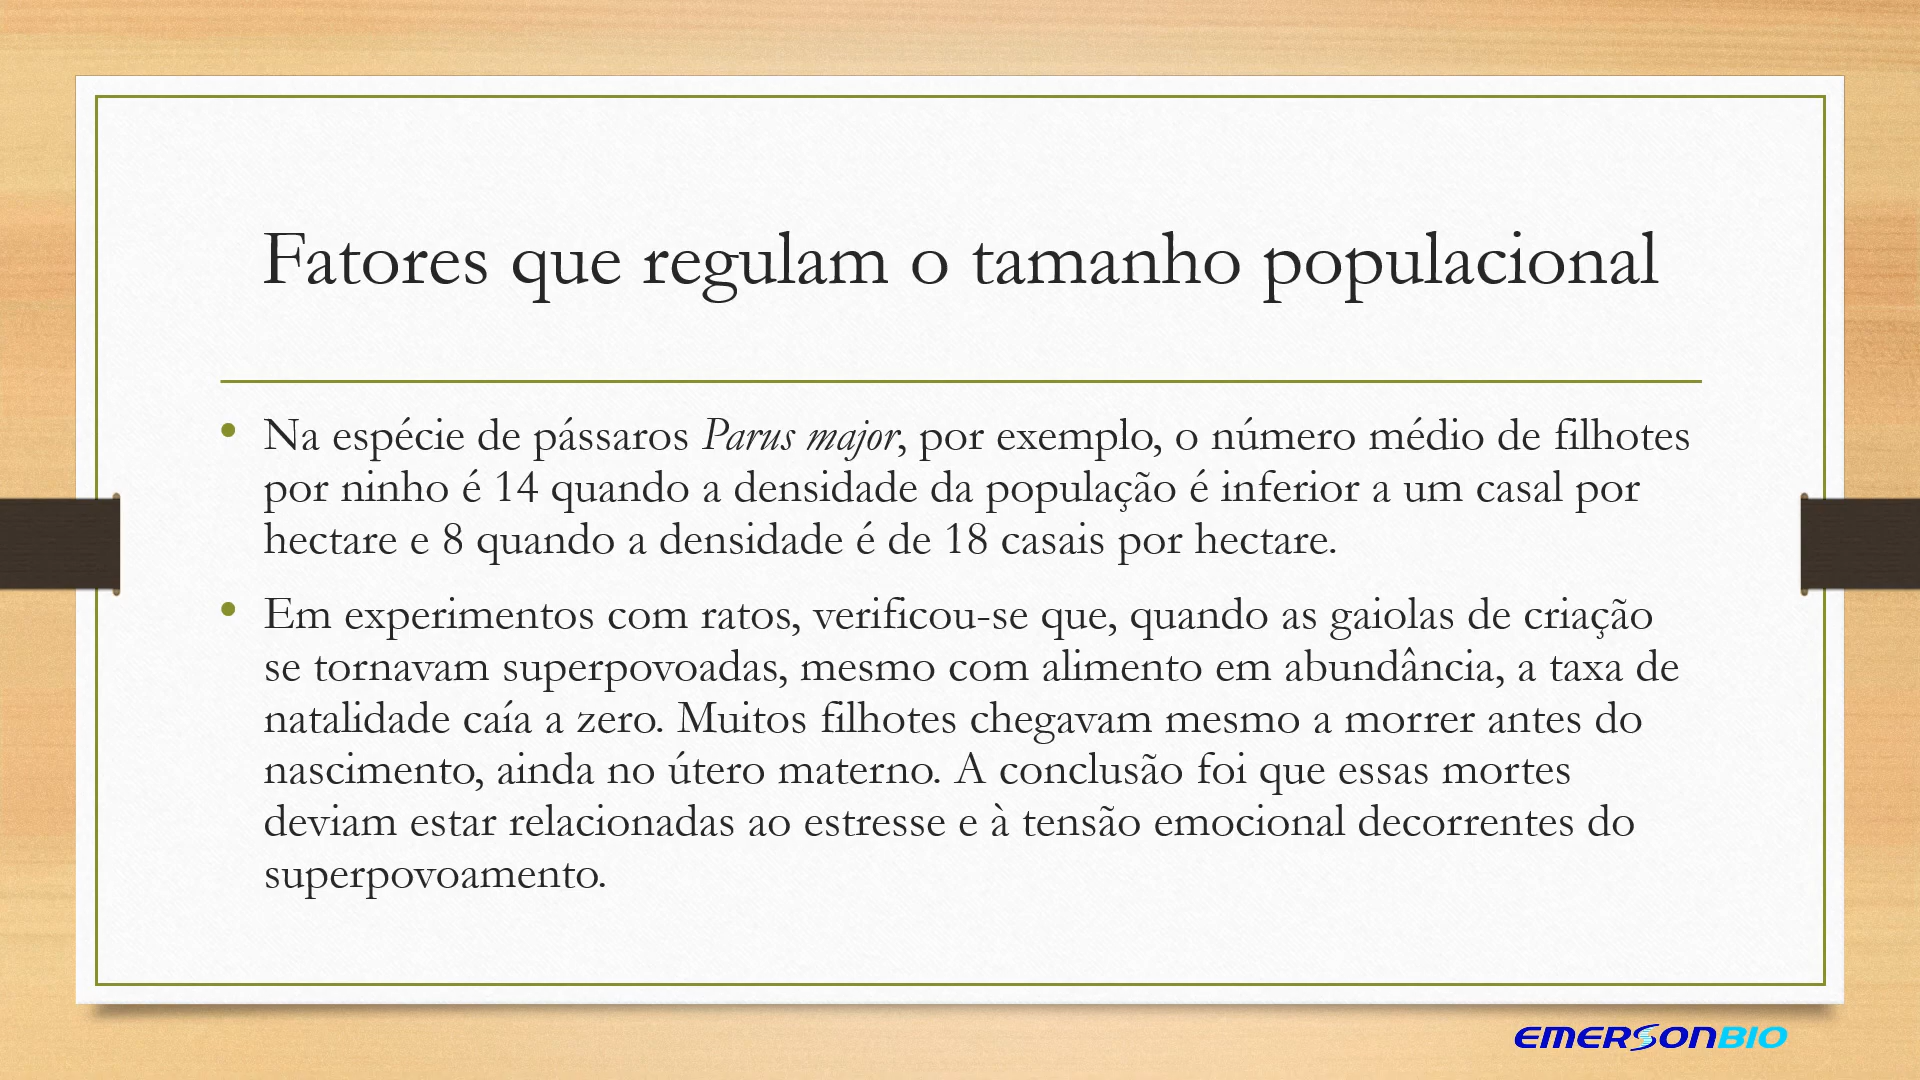 Fatores que regulam o tamanho populacional
• Na espécie de pássaros Parus major, por exemplo, o número médio de filhotes
por ninho é 14 quando a densidade da população é inferior a um casal por
hectare e 8 quando a densidade é de 18 casais por hectare.
• Em experimentos com ratos, verificou-se que, quando as gaiolas de criação
se tornavam superpovoadas, mesmo com alimento em abundância, a taxa de
natalidade caía a zero. Muitos filhotes chegavam mesmo a morrer antes do
nascimento, ainda no útero materno. A conclusão foi que essas mortes
deviam estar relacionadas ao estresse e à tensão emocional decorrentes do
superpovoamento.
EMERSONBIO